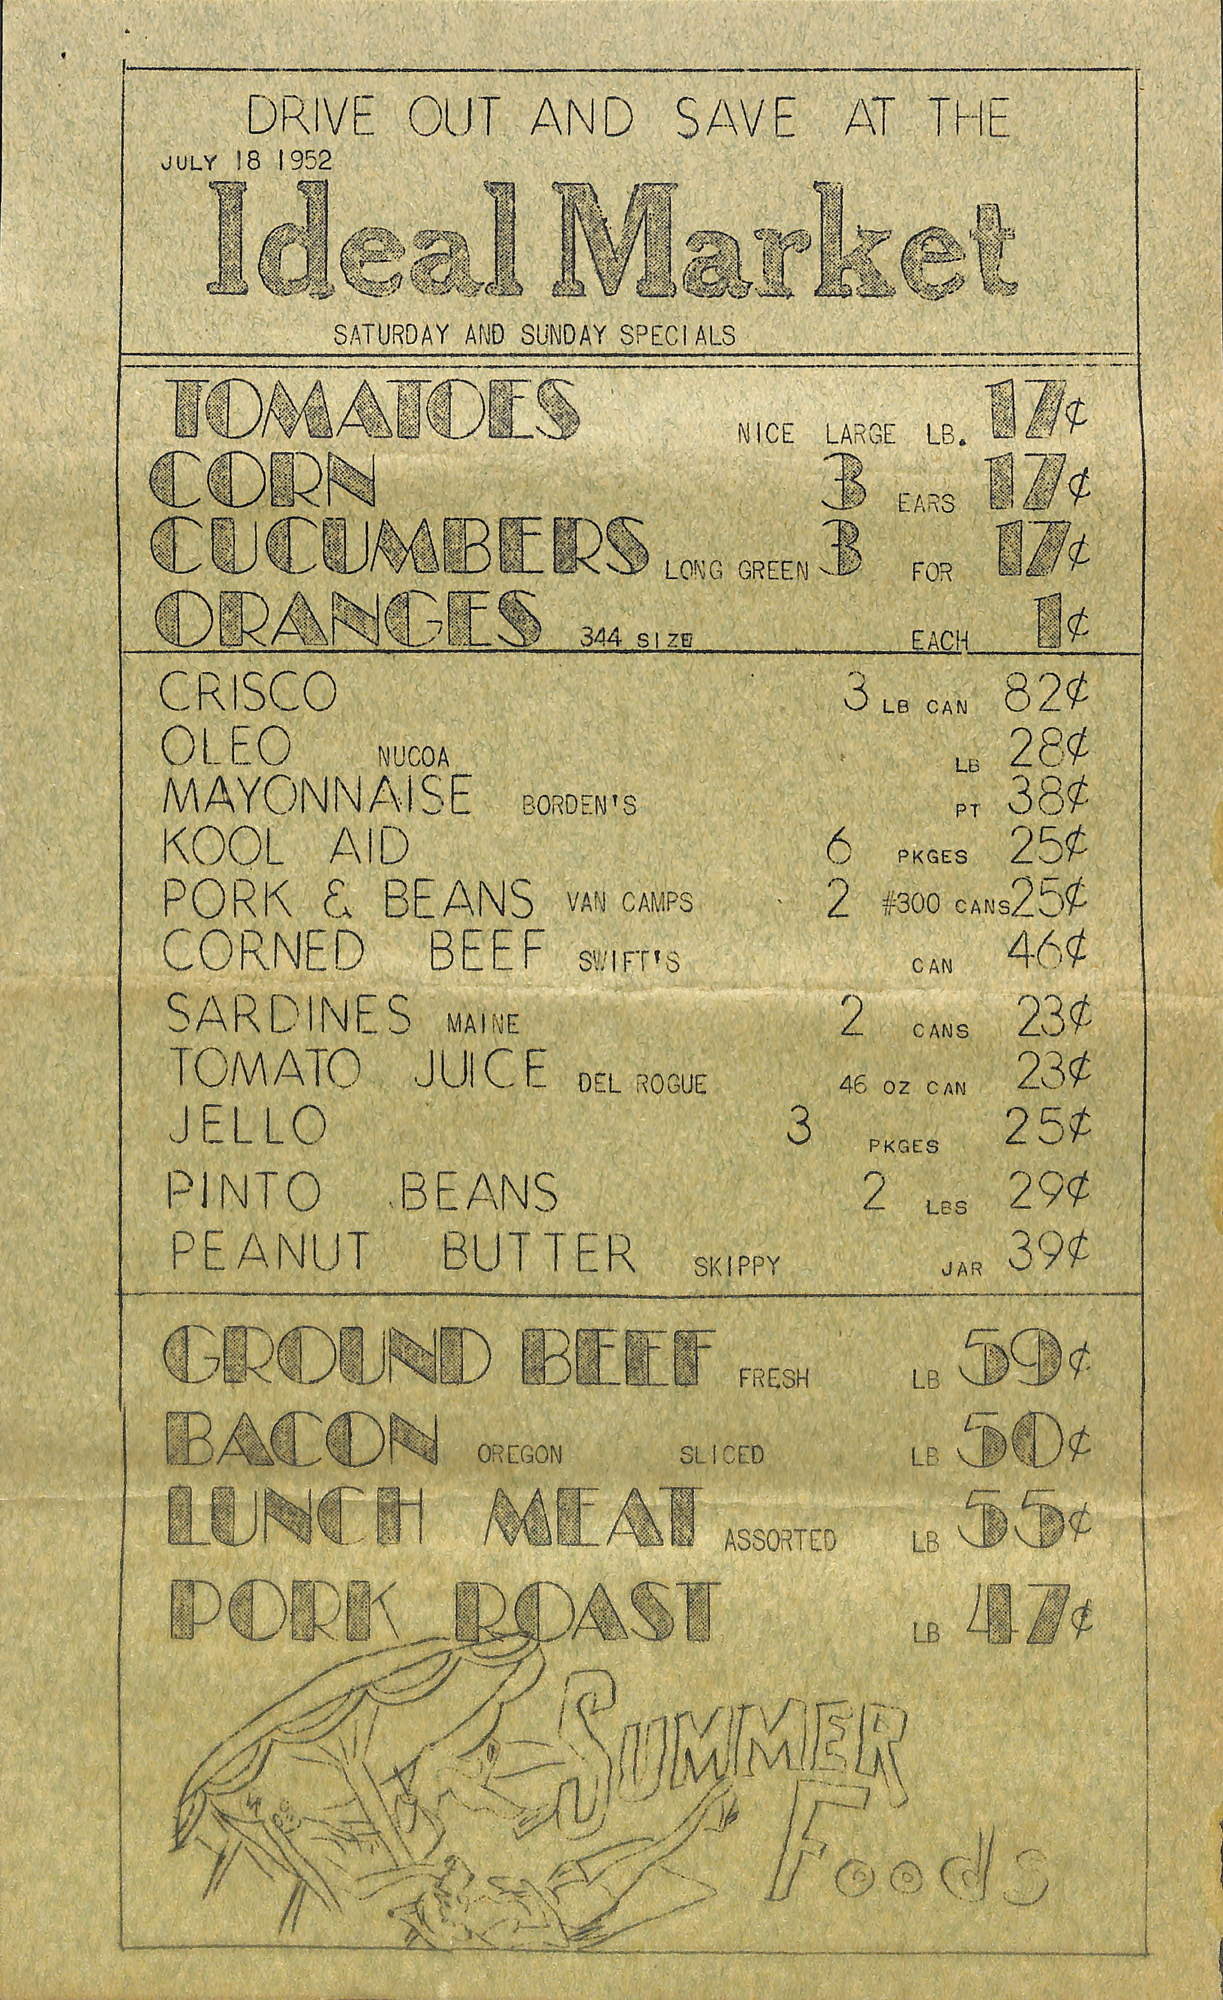 DRIVE OUT AND SAVE AT THE
JULY 18 1952
Ideal Market
SATURDAY AND SUNDAY SPECIALS
TOMATOES NICE LARGE LB. 17¢
CORN 3 EARS 17¢
CUCUMBERS LONG GREEN 3 FOR 17¢
ORANGES 344 SIZE EACH 1¢
CRISCO 3 LB CAN 82¢
OLEO NUCOA LB 28¢
MAYONNAISE BORDEN'S PT 38¢
KOOL AID 6 PKGES 25¢
PORK & BEANS VAN CAMPS 2 #300 CANS 25¢
CORNED BEEF SWIFT'S CAN 46¢
SARDINES MAINE 2 CANS 23¢
TOMATO JUICE DEL ROGUE 46 OZ CAN 23¢
JELLO 3 PKGES 25¢
PINTO BEANS 2 LBS 29¢
PEANUT BUTTER SKIPPY JAR 39¢
GROUND BEEF FRESH LB 59¢
BACON OREGON SLICED LB 50¢
LUNCH MEAT ASSORTED LB 55¢
PORK ROAST LB 47¢
SUMMER
FOODS